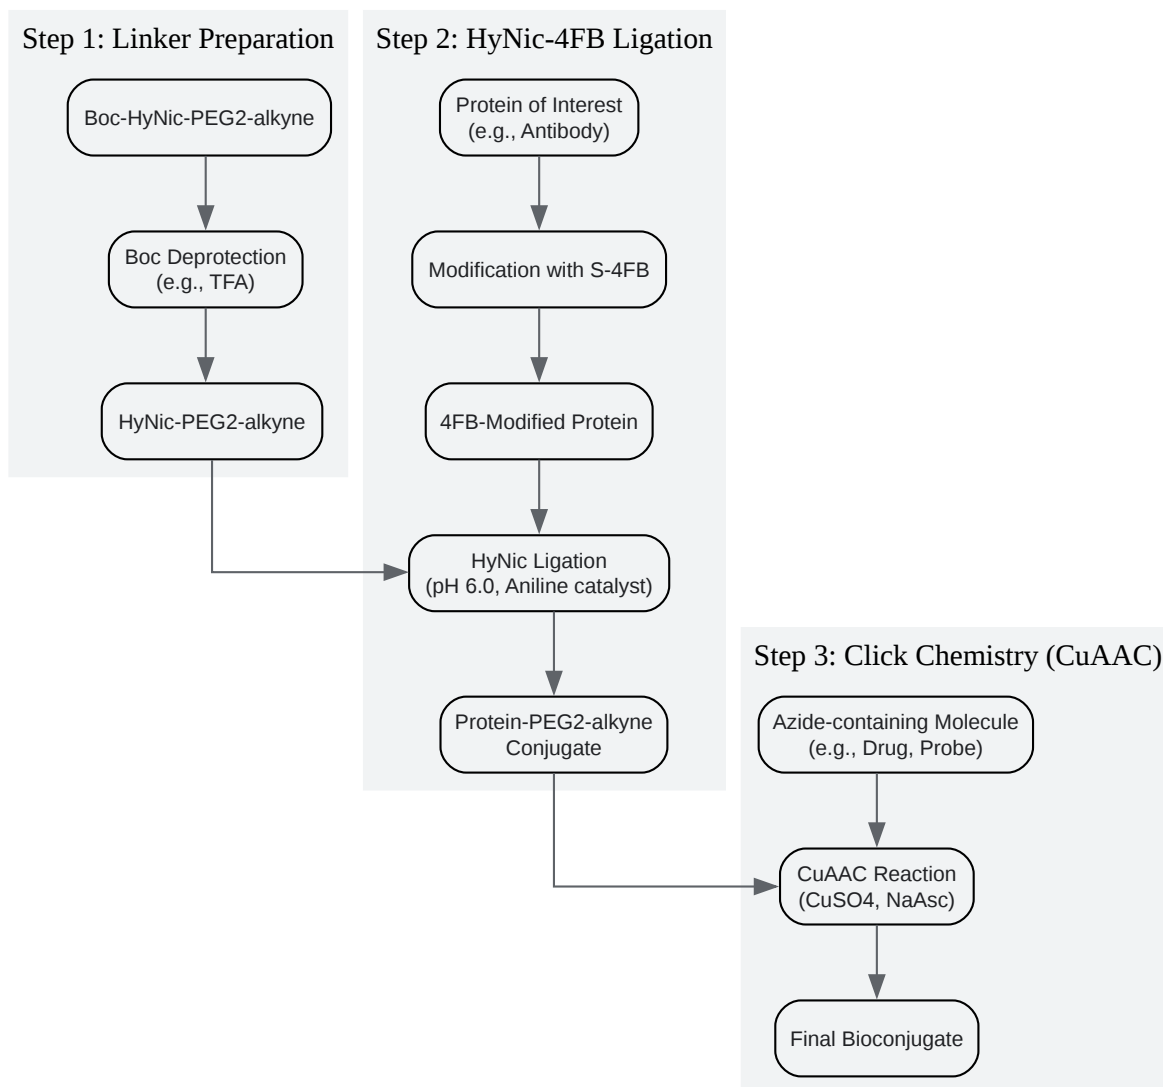 Step 1: Linker Preparation
Boc-HyNic-PEG2-alkyne
Boc Deprotection
(e.g., TFA)
HyNic-PEG2-alkyne
Step 2: HyNic-4FB Ligation
Protein of Interest
(e.g., Antibody)
Modification with S-4FB
4FB-Modified Protein
HyNic Ligation
(pH 6.0, Aniline catalyst)
Protein-PEG2-alkyne
Conjugate
Step 3: Click Chemistry (CuAAC)
Azide-containing Molecule
(e.g., Drug, Probe)
CuAAC Reaction
(CuSO4, NaAsc)
Final Bioconjugate